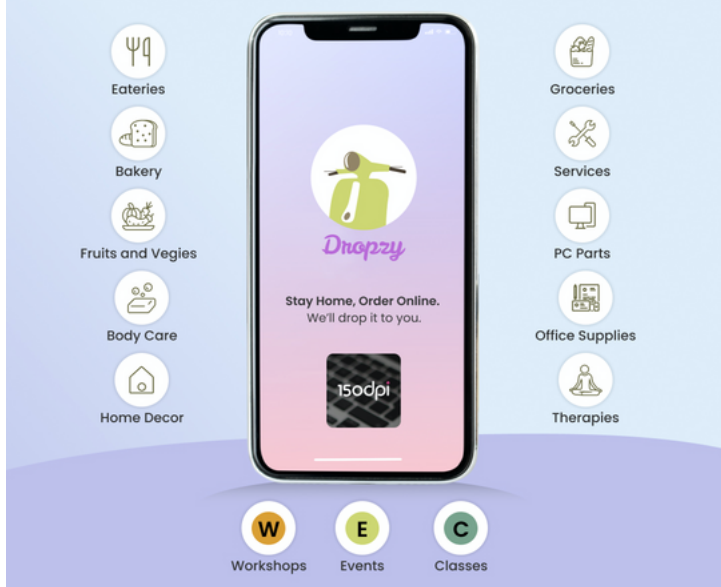 Eateries
Bakery
Fruits and Vegies
Body Care
Home Decor
Dropzy
Stay Home, Order Online.
We'll drop it to you.
150dpi
Groceries
Services
PC Parts
Office Supplies
Therapies
W
E
C
Workshops
Events
Classes